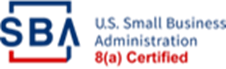 SBA
U.S. Small Business
Administration
8(a) Certified